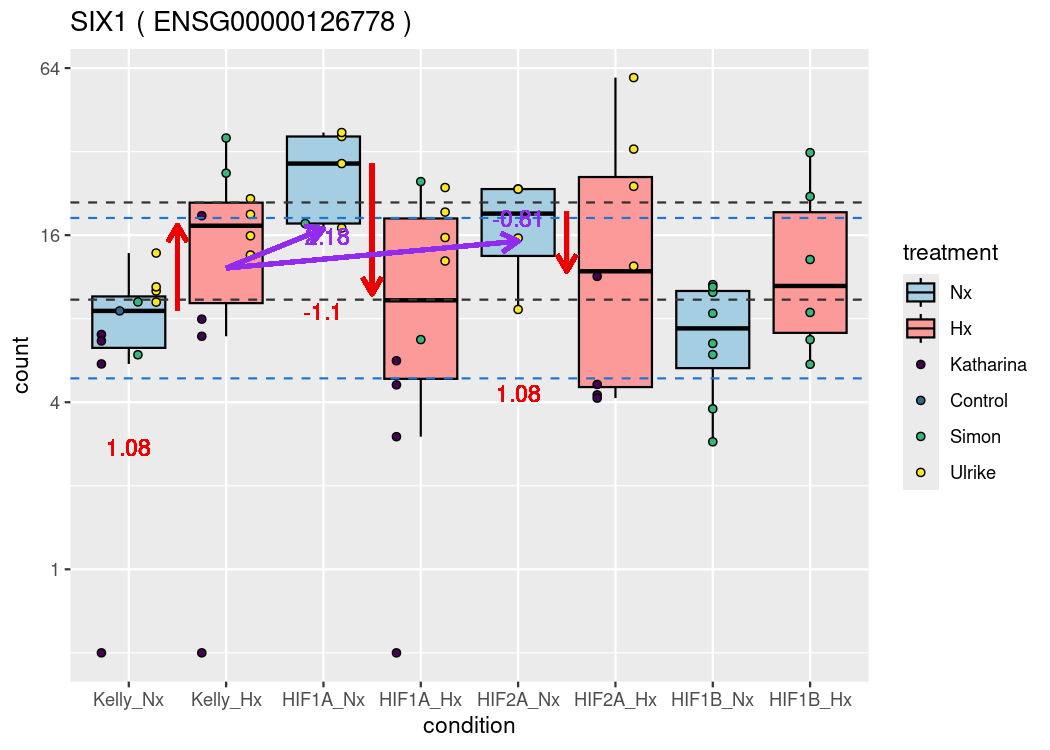 SIX1 ( ENSG00000126778 )
64
16
4
1
count
-0.81
2.18
-1.1
1.08
1.08
Kelly_Nx
Kelly_Hx
HIF1A_Nx
HIF1A_Hx
HIF2A_Nx
HIF2A_Hx
HIF1B_Nx
HIF1B_Hx
condition
treatment
Nx
Hx
Katharina
Control
Simon
Ulrike